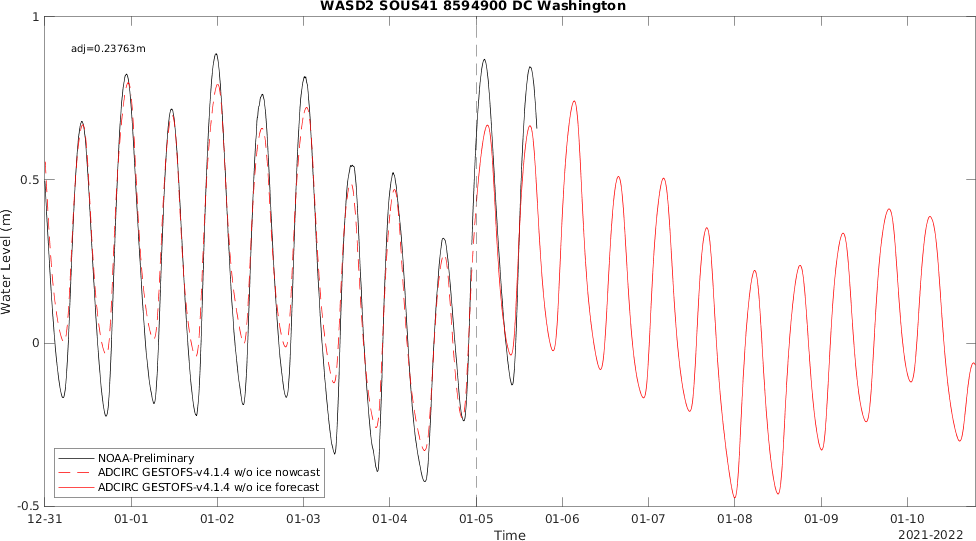 WASD2 SOUS41 8594900 DC Washington
adj=0.23763m
1
0.5
0
-0.5
Water Level (m)
NOAA-Preliminary
ADCIRC GESTOFS-v4.1.4 w/o ice nowcast
ADCIRC GESTOFS-v4.1.4 w/o ice forecast
12-31 01-01 01-02 01-03 01-04 01-05 01-06 01-07 01-08 01-09 01-10
Time
2021-2022